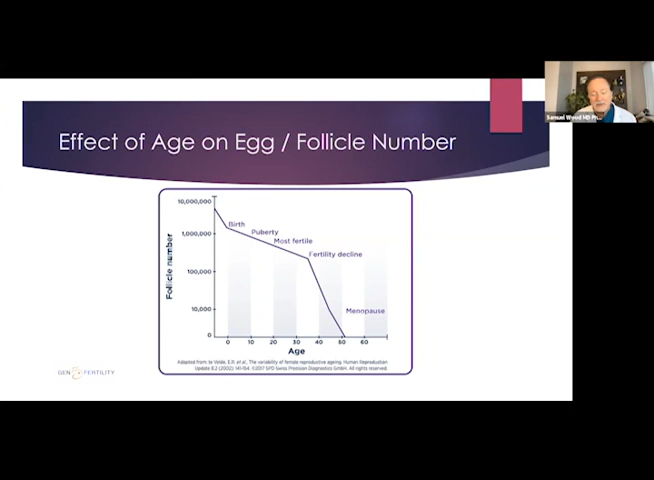 Effect of Age on Egg / Follicle Number
Samuel Wood MD Ph...
10,000,000
1,000,000
100,000
10,000
0
Follicle number
Birth
Puberty
Most fertile
Fertility decline
Menopause
0 10 20 30 40 50 60
Age
Adapted from: te Velde, E.R. et al., The variability of female reproductive ageing. Human Reproduction
Update 8.2 (2002): 141-154. ©2017 SPD Swiss Precision Diagnostics GmbH. All rights reserved.
GEN 5 FERTILITY